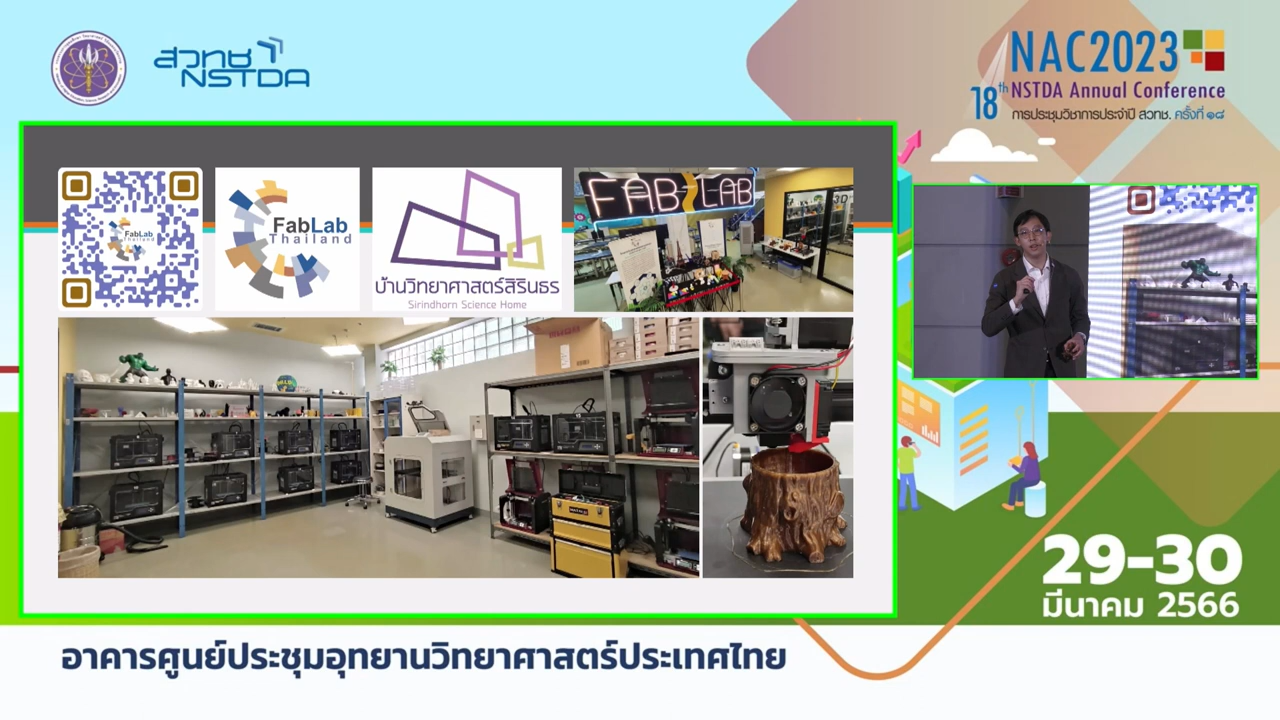 สวทช
NSTDA
NAC2023
18th NSTDA Annual Conference
การประชุมวิชาการประจำปี สวทช. ครั้งที่ ๑๘
FabLab
Thailand
FabLab
Thailand
บ้านวิทยาศาสตร์สิรินธร
Sirindhorn Science Home
FAB LAB
3D
29-30
มีนาคม 2566
อาคารศูนย์ประชุมอุทยานวิทยาศาสตร์ประเทศไทย